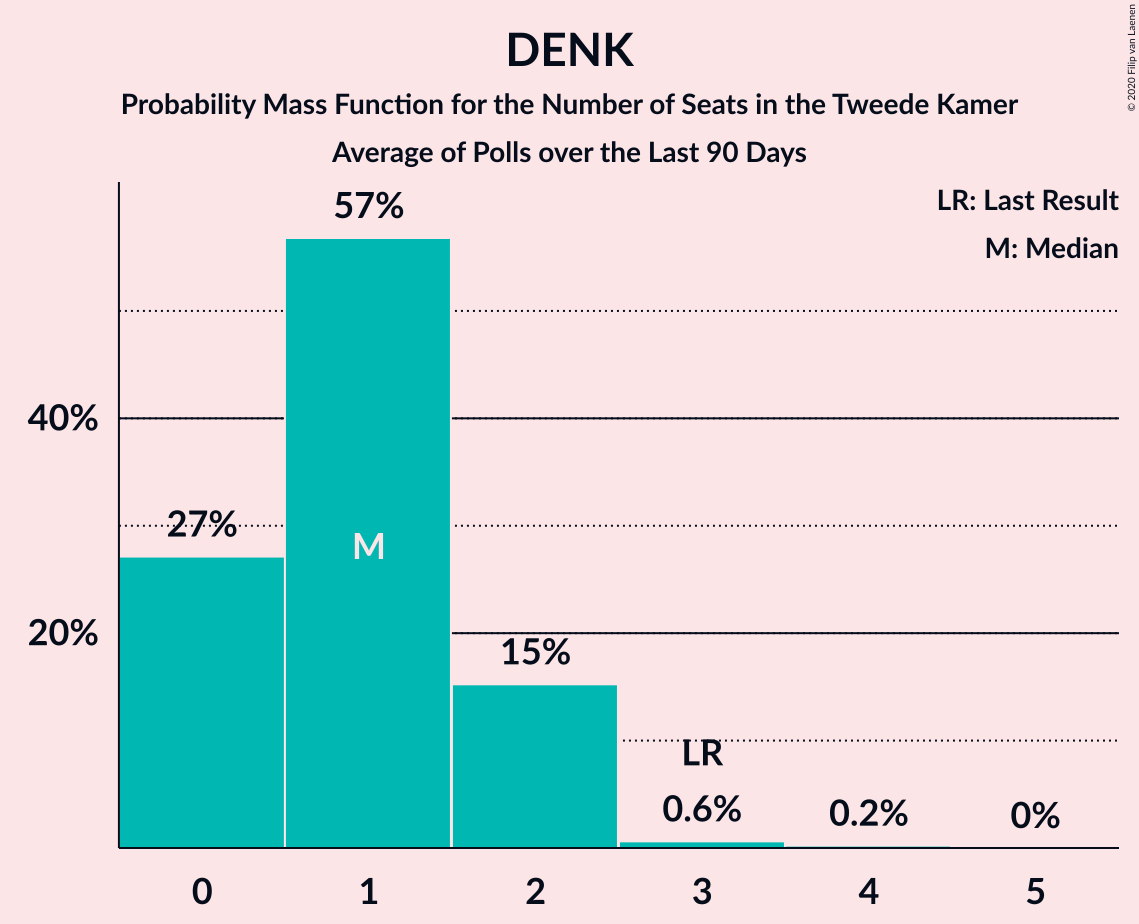 DENK
Probability Mass Function for the Number of Seats in the Tweede Kamer
Average of Polls over the Last 90 Days
© 2020 Filip van Laenen
LR: Last Result
M: Median
57%
40%
27%
M
20%
15%
LR
0.6%
0.2%
0%
0 1 2 3 4 5